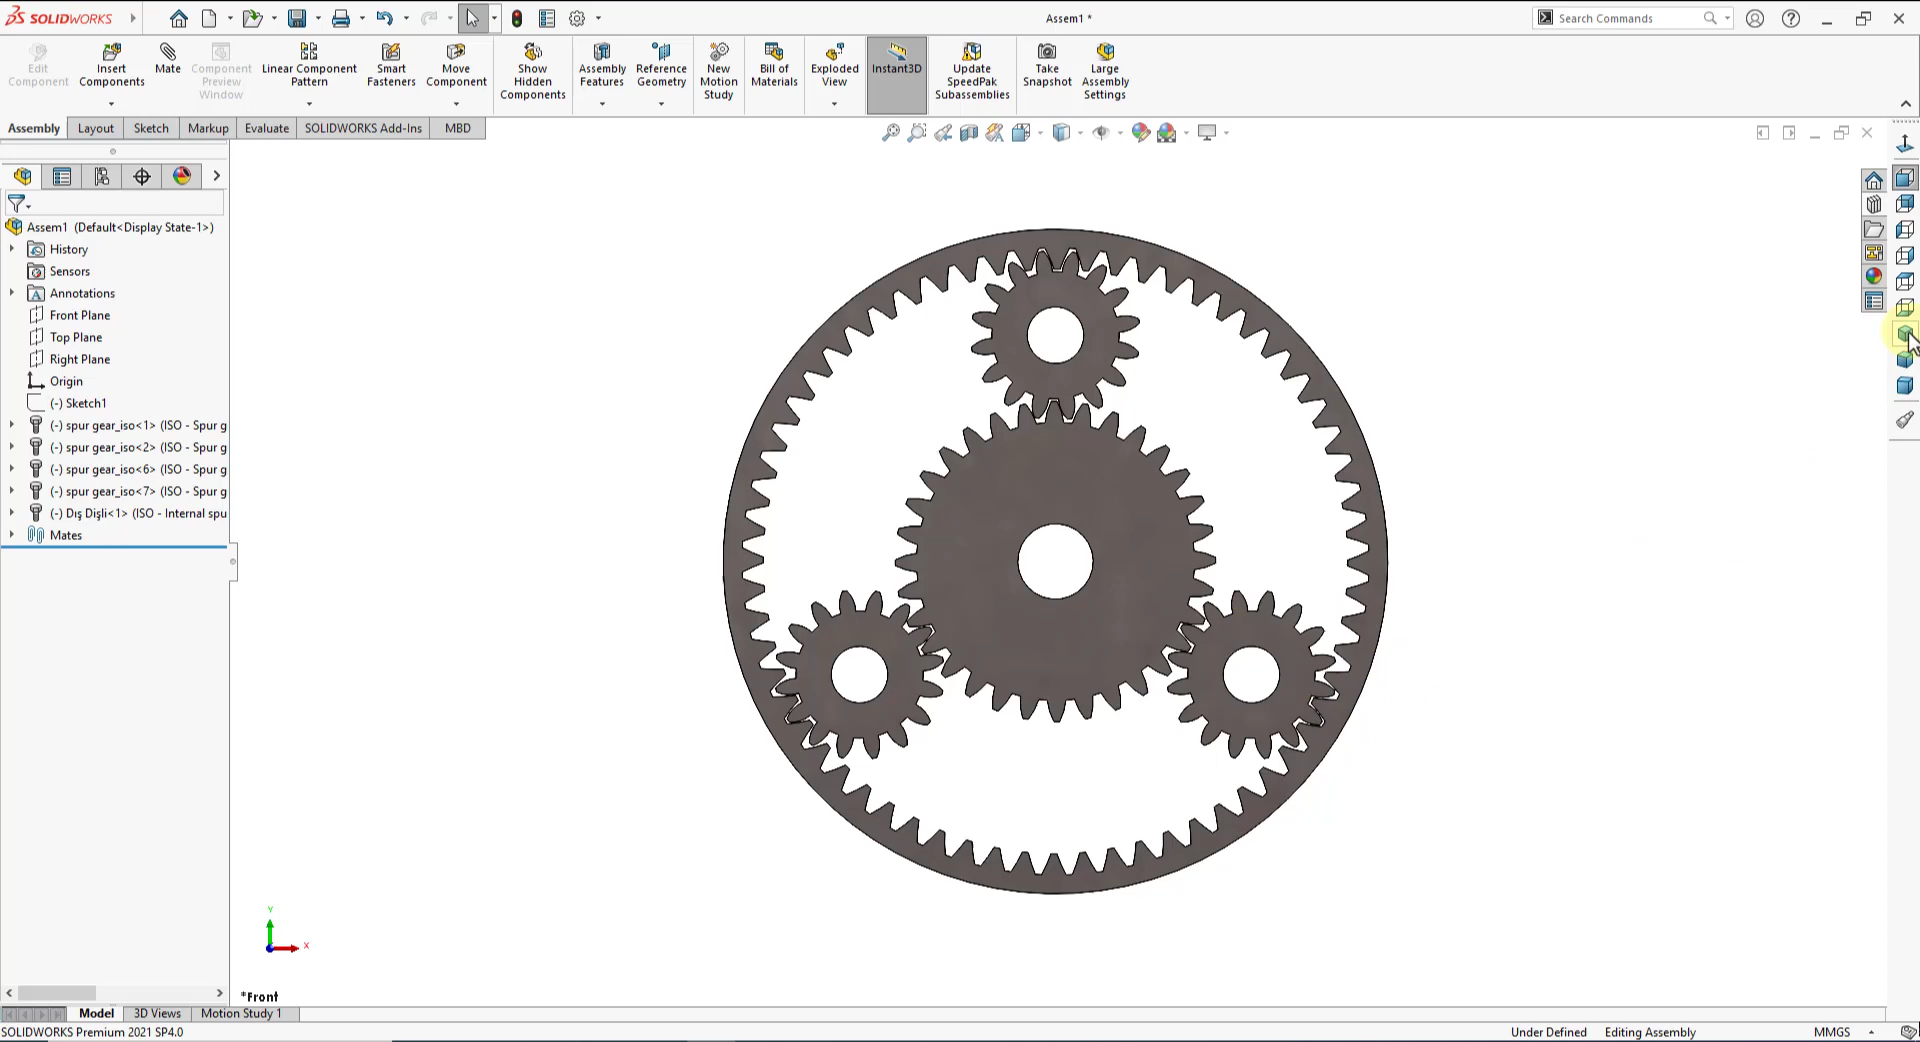 SOLIDWORKS
Assem1 *
Search Commands
Edit
Component
Insert
Components
Mate
Component
Preview
Window
Linear Component
Pattern
Smart
Fasteners
Move
Component
Show
Hidden
Components
Assembly
Features
Reference
Geometry
New
Motion
Study
Bill of
Materials
Exploded
View
Instant3D
Update
SpeedPak
Subassemblies
Take
Snapshot
Large
Assembly
Settings
Assembly
Layout
Sketch
Markup
Evaluate
SOLIDWORKS Add-Ins
MBD
Assem1 (Default<Display State-1>)
History
Sensors
Annotations
Front Plane
Top Plane
Right Plane
Origin
(-) Sketch1
(-) spur gear_iso<1> (ISO - Spur g
(-) spur gear_iso<2> (ISO - Spur g
(-) spur gear_iso<6> (ISO - Spur g
(-) spur gear_iso<7> (ISO - Spur g
(-) Dış Dişli<1> (ISO - Internal spu
Mates
Y
X
*Front
Model
3D Views
Motion Study 1
SOLIDWORKS Premium 2021 SP4.0
Under Defined
Editing Assembly
MMGS